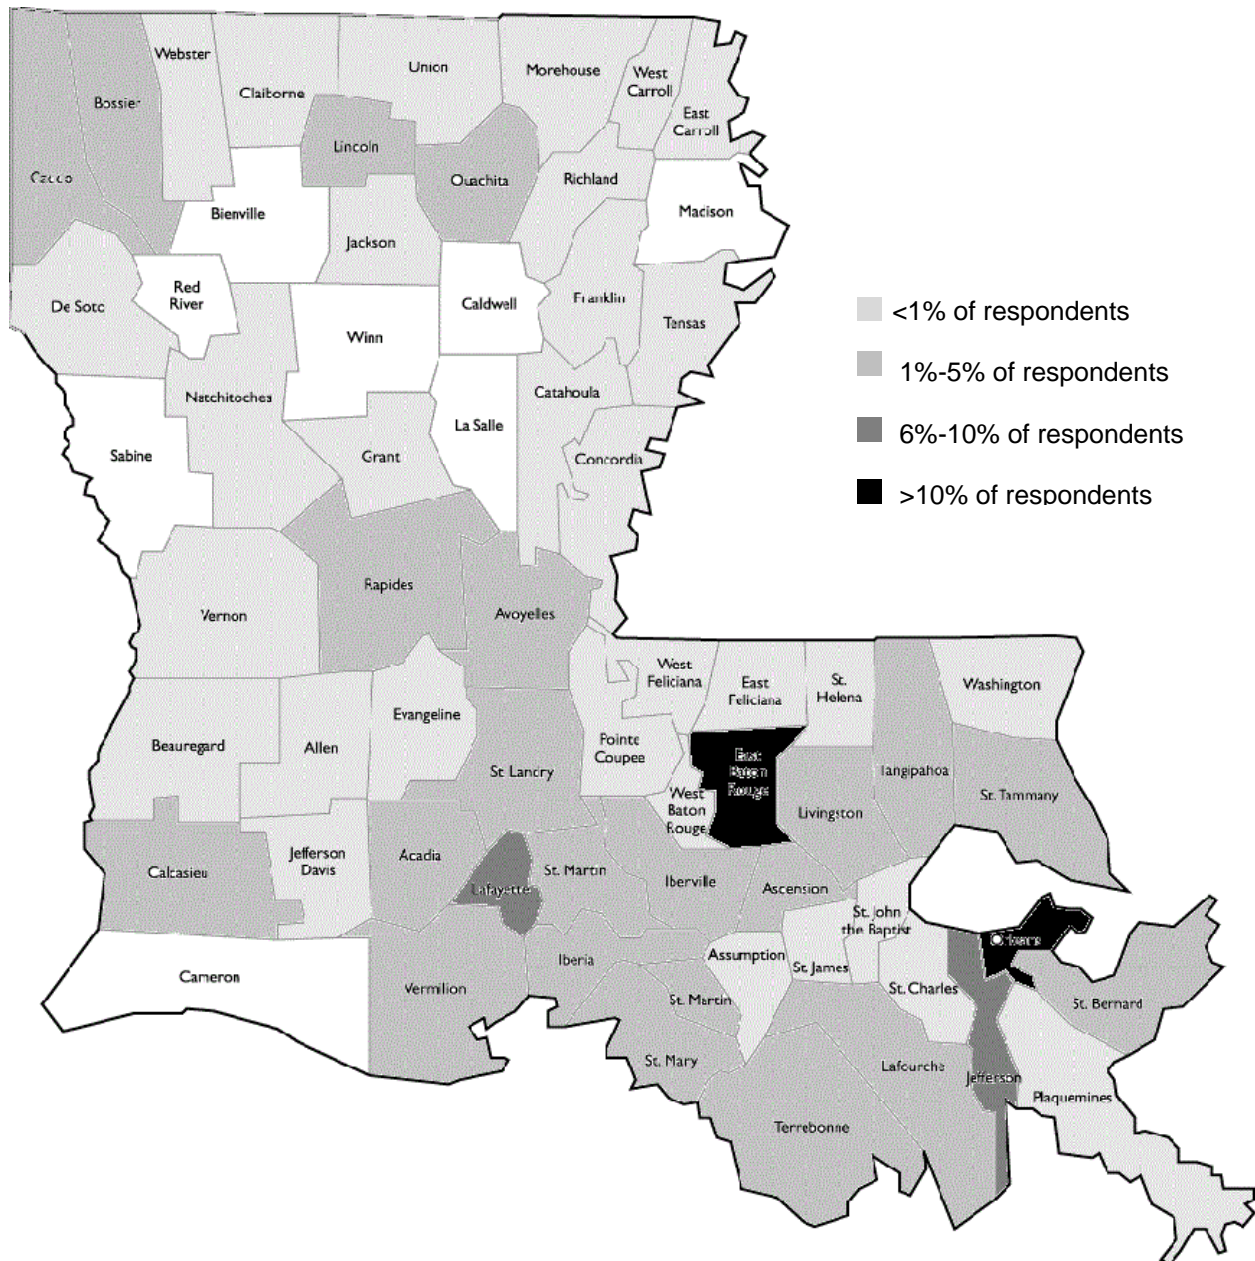 Webster
Claiborne
Union
Morehouse
West
Carroll
East
Carroll
Bossier
Lincoln
Ouachita
Richland
Madison
Bienville
Jackson
Red
River
De Soto
Caldwell
Franklin
Tensas
Winn
Natchitoches
Catahoula
La Salle
Sabine
Grant
Concordia
Rapides
Avoyelles
Vernon
<1% of respondents
1%-5% of respondents
6%-10% of respondents
>10% of respondents
West
Feliciana
East
Feliciana
St.
Helena
Washington
Evangeline
Beauregard
Allen
Pointe
Coupee
East
Baton
Rouge
Tangipahoa
St. Landry
St. Tammany
West
Baton
Rouge
Livingston
Jefferson
Davis
Acadia
Calcasieu
St. Martin
Lafayette
Iberville
Ascension
St. John
the Baptist
Orleans
Assumption
St. James
Iberia
Cameron
Vermilion
St. Charles
St. Martin
St. Bernard
St. Mary
Lafourche
Jefferson
Plaquemines
Terrebonne